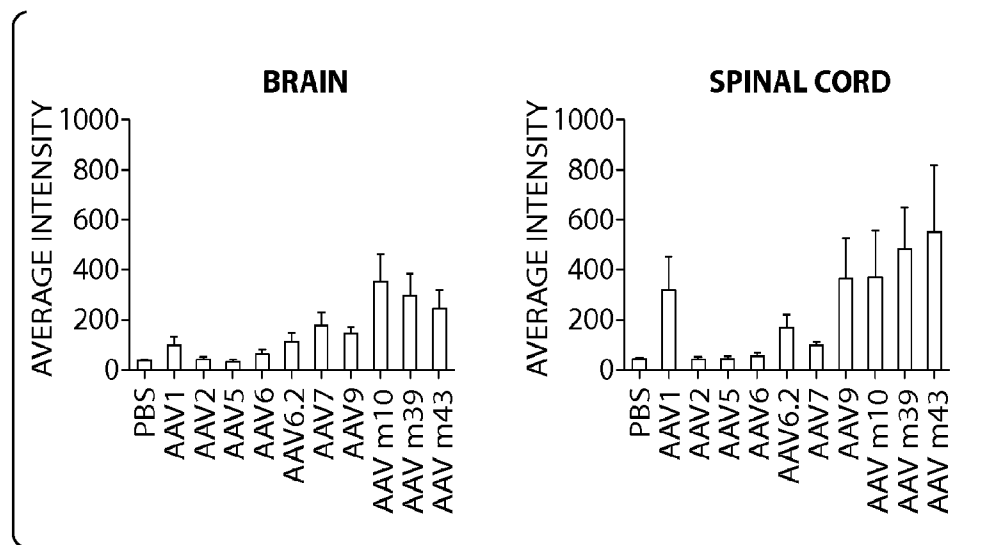 BRAIN
AVERAGE INTENSITY
1000
800
600
400
200
0
PBS
AAV1
AAV2
AAV5
AAV6
AAV6.2
AAV7
AAV9
AAV m10
AAV m39
AAV m43
SPINAL CORD
AVERAGE INTENSITY
1000
800
600
400
200
0
PBS
AAV1
AAV2
AAV5
AAV6
AAV6.2
AAV7
AAV9
AAV m10
AAV m39
AAV m43